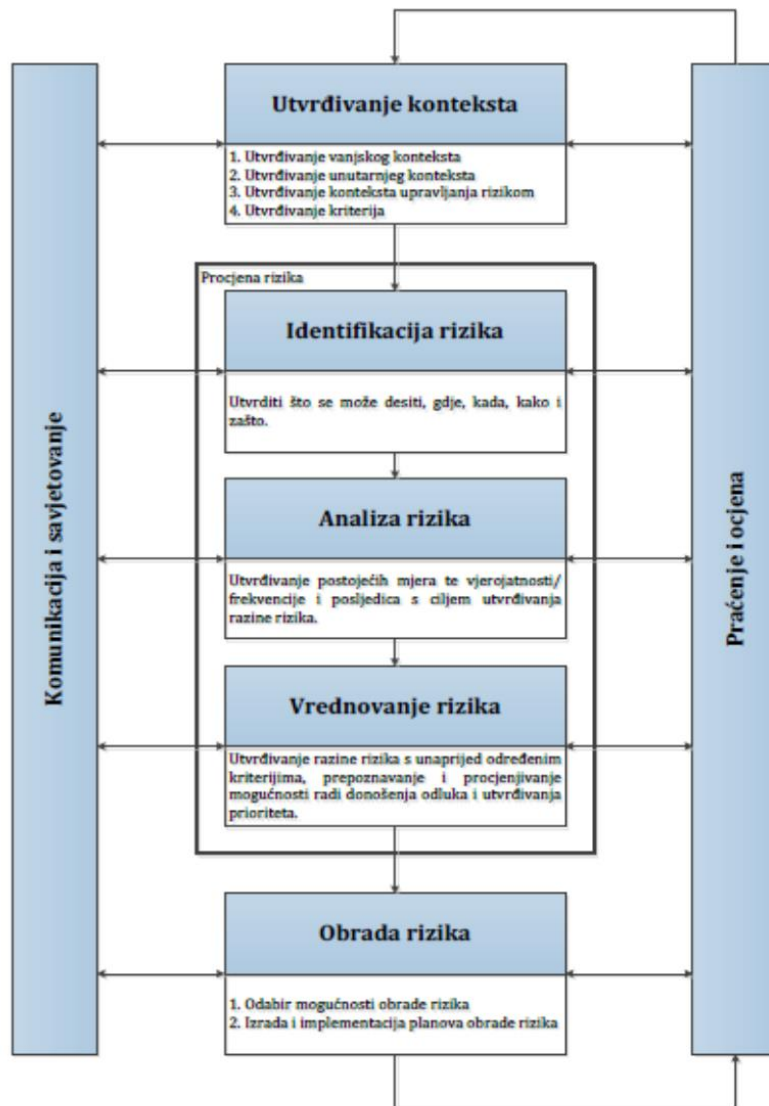 Utvrđivanje konteksta
1. Utvrđivanje vanjskog konteksta
2. Utvrđivanje unutarnjeg konteksta
3. Utvrđivanje konteksta upravljanja rizikom
4. Utvrđivanje kriterija
Procjena rizika
Identifikacija rizika
Utvrditi što se može desiti, gdje, kada, kako i
zašto.
Analiza rizika
Utvrđivanje postojećih mjera te vjerojatnosti/
frekvencije i posljedica s ciljem utvrđivanja
razine rizika.
Vrednovanje rizika
Utvrđivanje razine rizika s unaprijed određenim
kriterijima, prepoznavanje i procjenjivanje
mogućnosti radi donošenja odluka i utvrđivanja
prioriteta.
Obrada rizika
1. Odabir mogućnosti obrade rizika
2. Izrada i implementacija planova obrade rizika
Komunikacija i savjetovanje
Praćenje i ocjena